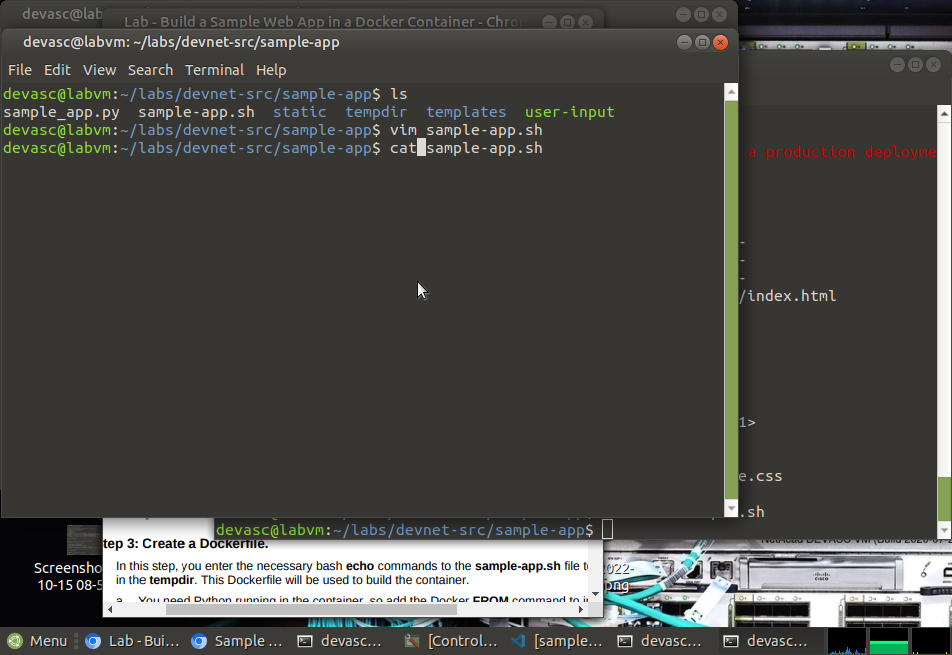 devasc@lab
Lab - Build a Sample Web App in a Docker Container - Chro
devasc@labvm: ~/labs/devnet-src/sample-app
File Edit View Search Terminal Help
devasc@labvm:~/labs/devnet-src/sample-app$ ls
sample_app.py sample-app.sh static tempdir templates user-input
devasc@labvm:~/labs/devnet-src/sample-app$ vim sample-app.sh
devasc@labvm:~/labs/devnet-src/sample-app$ cat sample-app.sh
a production deployme
-
-
-
/index.html
1>
e.css
.sh
devasc@labvm:~/labs/devnet-src/sample-app$
tep 3: Create a Dockerfile.
In this step, you enter the necessary bash echo commands to the sample-app.sh file t
in the tempdir. This Dockerfile will be used to build the container.
a. You need Python running in the container, so add the Docker FROM command to i
Screensho
10-15 08-5
022-
png
CISCO
Menu
Lab - Bui...
Sample ...
devasc...
[Control...
[sample...
devasc...
devasc...